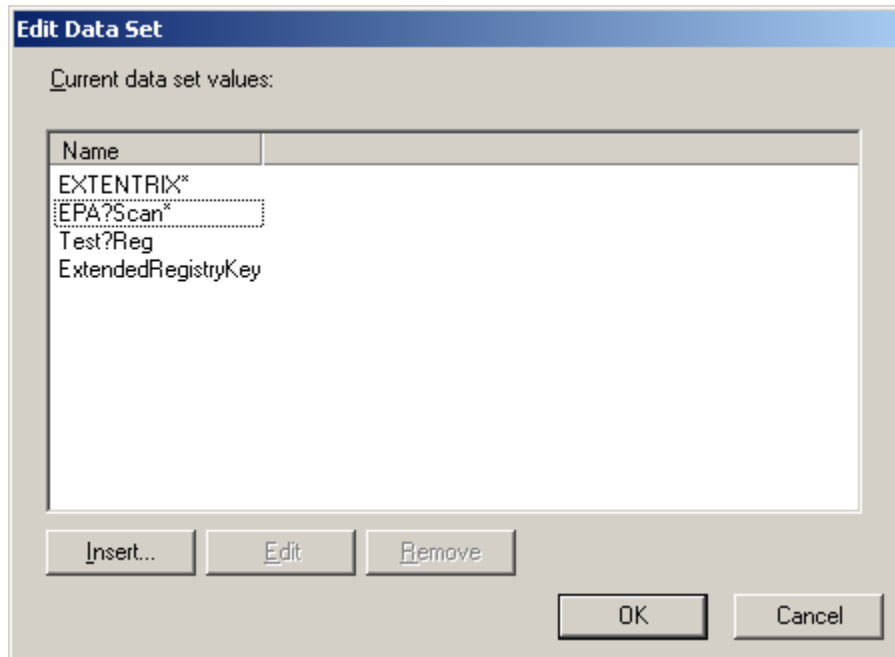 Edit Data Set
Current data set values:
Name
EXTENTRIX*
EPA?Scan*
Test?Reg
ExtendedRegistryKey
Insert... Edit Remove
OK Cancel